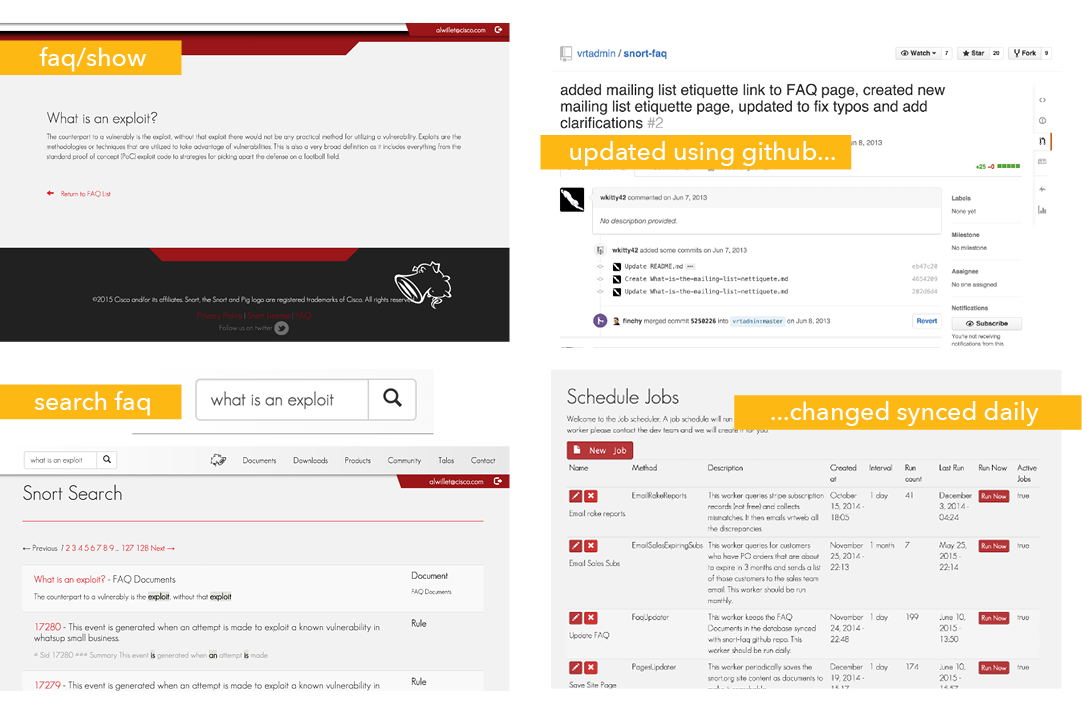 alwillet@cisco.com
faq/show
What is an exploit?
The counterpart to a vulnerability is the exploit, without that exploit there would not be any practical method for utilizing a vulnerability. Exploits are the
methodologies or techniques that are utilized to take advantage of vulnerabilities. This is also a very broad definition as it includes everything from the
standard proof of concept (PoC) exploit code to strategies for picking apart the defense on a football field.
Return to FAQ List
©2015 Cisco and/or its affiliates. Snort, the Snort and Pig logo are registered trademarks of Cisco. All rights reserved
Privacy Policy | Snort License | FAQ
Follow us on twitter
vrtadmin / snort-faq
Watch 7
Star 20
Fork 9
added mailing list etiquette link to FAQ page, created new
mailing list etiquette page, updated to fix typos and add
clarifications #2
updated using github...
Jun 8, 2013
+25 −0
wkitty42 commented on Jun 7, 2013
No description provided.
wkitty42 added some commits on Jun 7, 2013
Update README.md ... eb47c20
Create What-is-the-mailing-list-nettiquete.md 4654209
Update What-is-the-mailing-list-nettiquete.md 302d6d4
finchy merged commit 5250226 into vrtadmin:master on Jun 8, 2013
Revert
Labels
None yet
Milestone
No milestone
Assignee
No one assigned
Notifications
Subscribe
You're not receiving
notifications from this
search faq
what is an exploit
what is an exploit
Documents Downloads Products Community Talos Contact
alwillet@cisco.com
Snort Search
← Previous 1 2 3 4 5 6 7 8 9 ... 127 128 Next →
What is an exploit? - FAQ Documents
The counterpart to a vulnerability is the exploit, without that exploit
Document
FAQ Documents
17280 - This event is generated when an attempt is made to exploit a known vulnerability in
whatsup small business.
# Sid 17280 ### Summary This event is generated when an attempt is made
Rule
17279 - This event is generated when an attempt is made to exploit a known vulnerability in
Rule
Schedule Jobs
...changed synced daily
Welcome to the Job scheduler. A job schedule will run
worker please contact the dev team and we will create it for you.
New Job
Name Method Description Created at Interval Run count Last Run Run Now Active Jobs
Email rake reports
EmailRakeReports
This worker queries stripe subscription
records (not free) and collects
mismatches. It then emails vrtweb all
the discrepancies.
October
15, 2014 -
18:05
1 day
41
December
3, 2014 -
04:24
Run Now
true
Email Sales Subs
EmailSalesExpiringSubs
This worker queries for customers
who have PO orders that are about
to expire in 3 months and sends a list
of those customers to the sales team
email. This worker should be run
monthly.
November
25, 2014 -
22:13
1 month
7
May 25,
2015 -
22:14
Run Now
true
Update FAQ
FaqUpdator
This worker keeps the FAQ
Documents in the database synced
with snort-faq github repo. This
worker should be run daily.
November
24, 2014 -
22:48
1 day
199
June 10,
2015 -
13:50
Run Now
true
Save Site Page
PagesUpdater
This worker periodically saves the
snort.org site content as documents to
December
19, 2014 -
1 day
174
June 10,
2015 -
Run Now
true